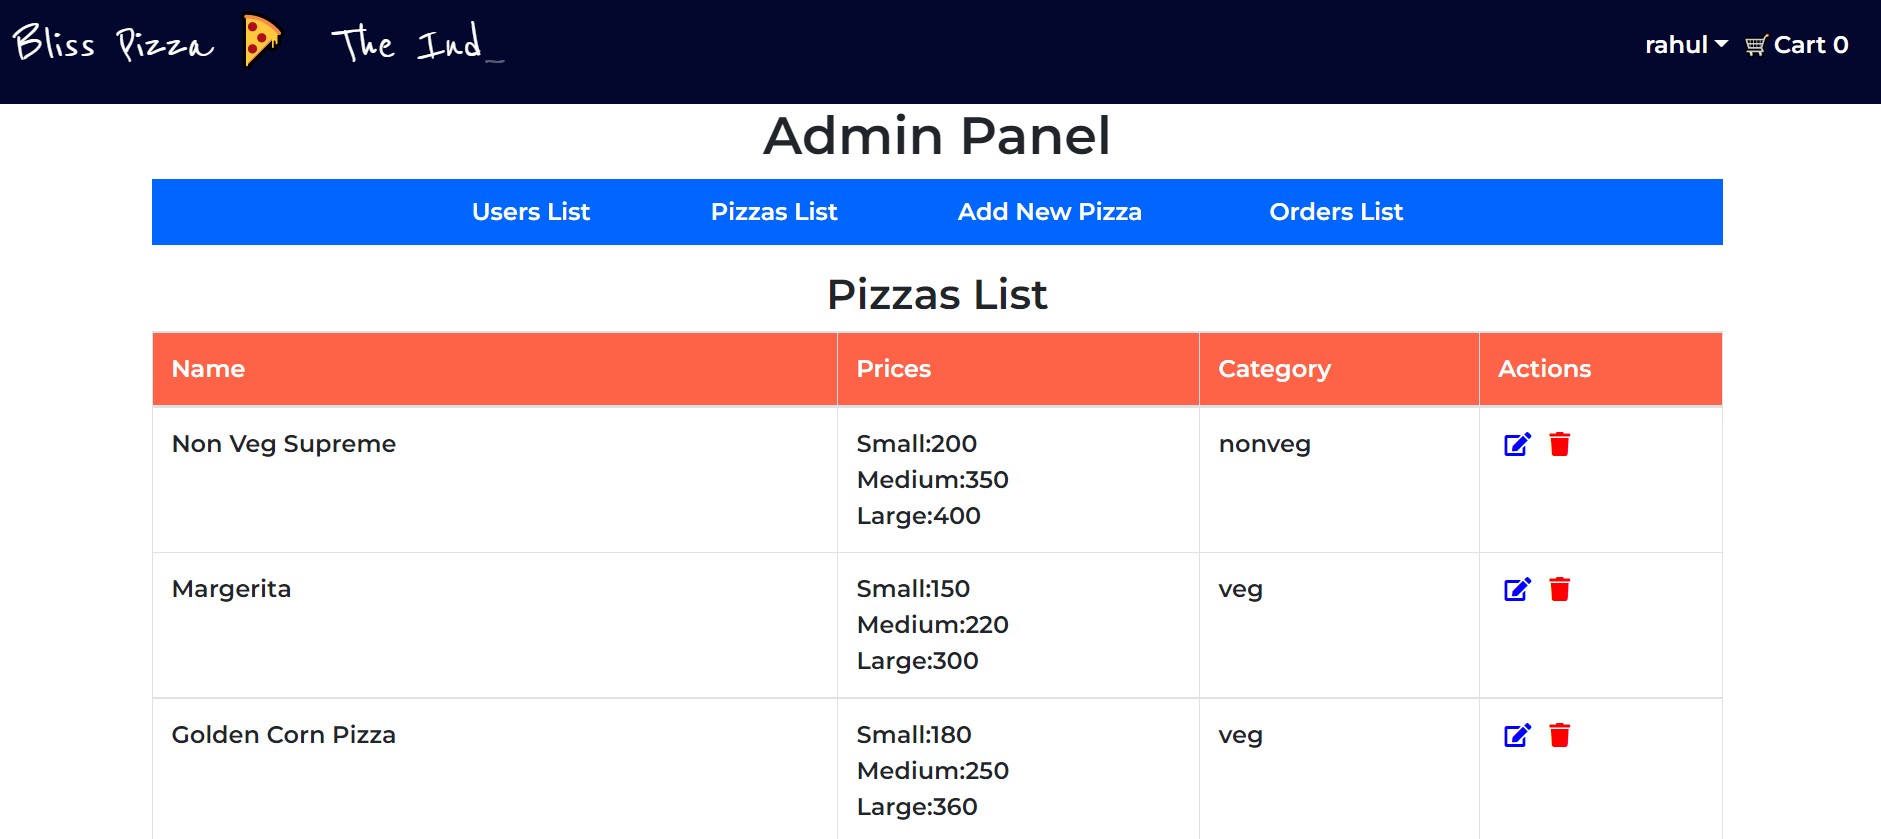 Bliss Pizza The Ind_ rahul Cart 0
Admin Panel
Users List Pizzas List Add New Pizza Orders List
Pizzas List
Name Prices Category Actions
Non Veg Supreme Small:200 nonveg
Medium:350
Large:400
Margerita Small:150 veg
Medium:220
Large:300
Golden Corn Pizza Small:180 veg
Medium:250
Large:360